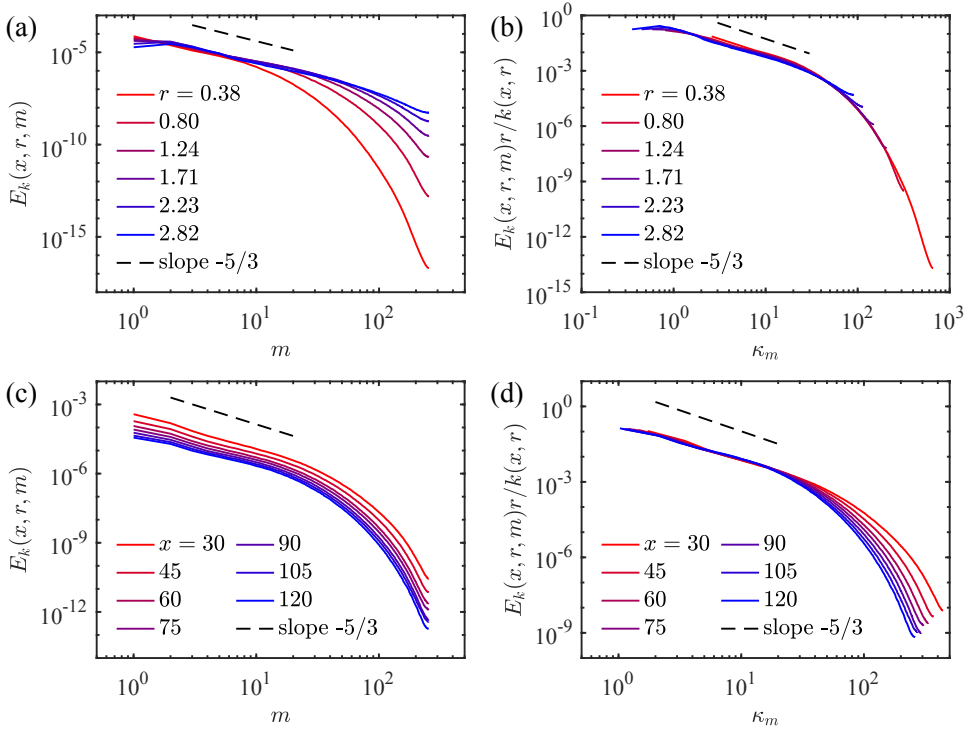 (a)
10^-5
10^-10
10^-15
E_k(x, r, m)
r = 0.38
0.80
1.24
1.71
2.23
2.82
slope -5/3
10^0
10^1
10^2
m
(b)
10^0
10^-3
10^-6
10^-9
10^-12
10^-15
E_k(x, r, m)r/k(x, r)
r = 0.38
0.80
1.24
1.71
2.23
2.82
slope -5/3
10^-1
10^0
10^1
10^2
10^3
κ_m
(c)
10^-3
10^-6
10^-9
10^-12
E_k(x, r, m)
x = 30
45
60
75
90
105
120
slope -5/3
10^0
10^1
10^2
m
(d)
10^0
10^-3
10^-6
10^-9
E_k(x, r, m)r/k(x, r)
x = 30
45
60
75
90
105
120
slope -5/3
10^0
10^1
10^2
κ_m